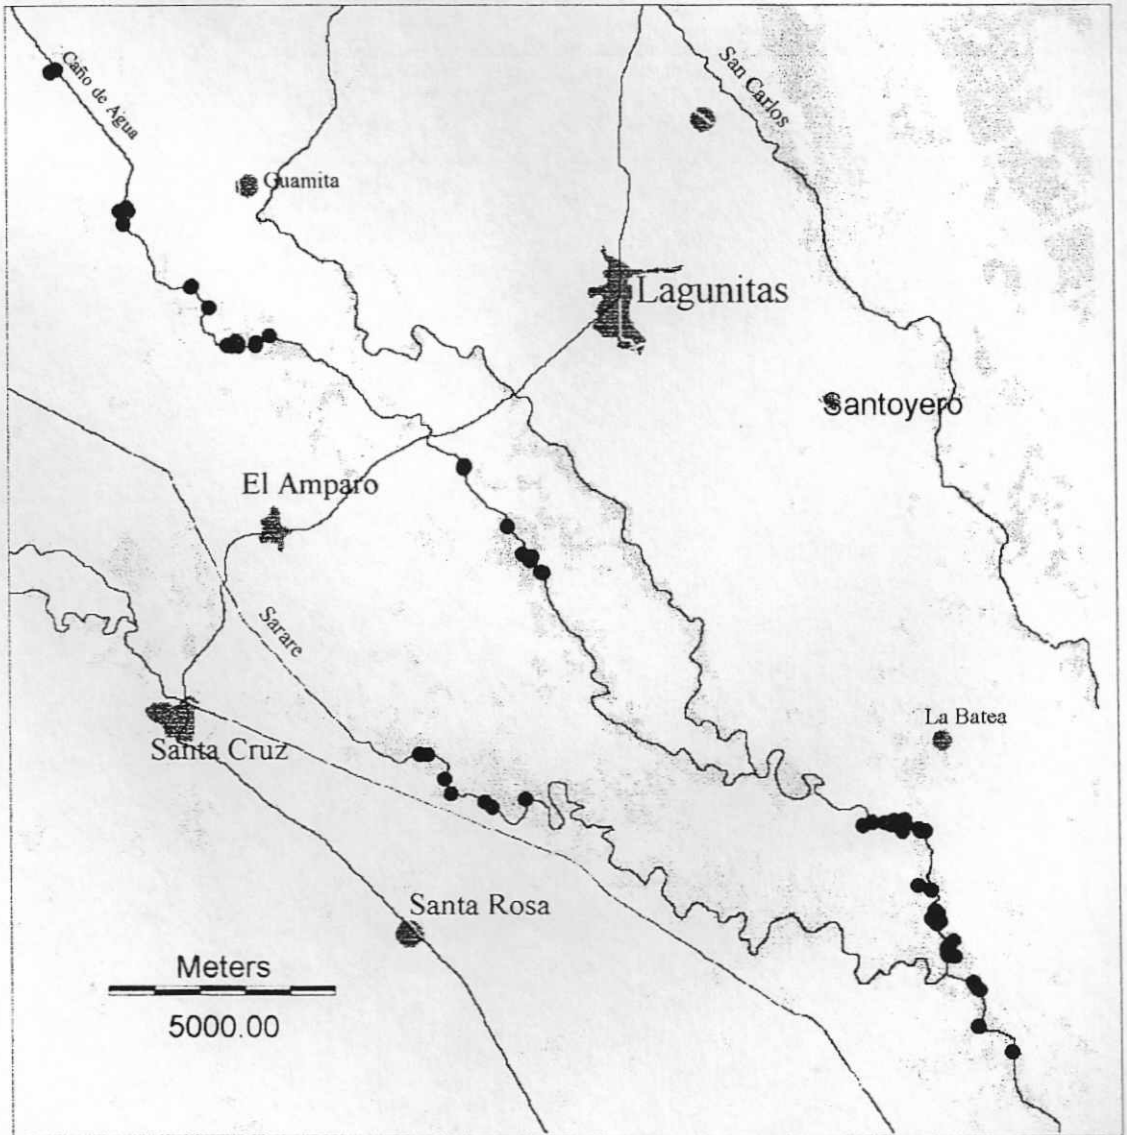 San Carlos
Caño de Agua
Guamita
Lagunitas
Santoyero
El Amparo
Sarare
La Batea
Santa Cruz
Santa Rosa
Meters
5000.00